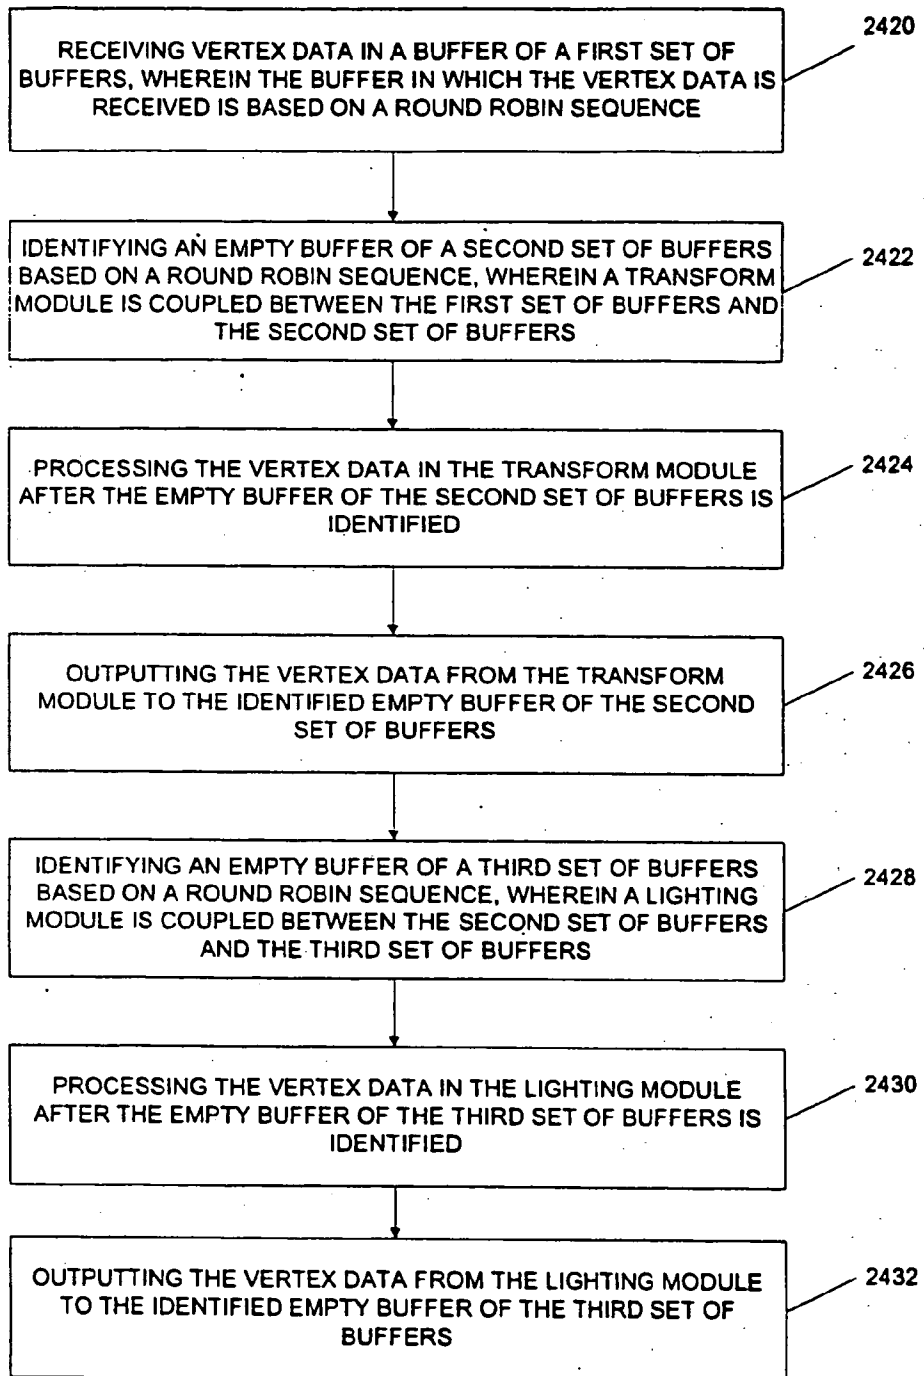 2420
RECEIVING VERTEX DATA IN A BUFFER OF A FIRST SET OF
BUFFERS, WHEREIN THE BUFFER IN WHICH THE VERTEX DATA IS
RECEIVED IS BASED ON A ROUND ROBIN SEQUENCE
2422
IDENTIFYING AN EMPTY BUFFER OF A SECOND SET OF BUFFERS
BASED ON A ROUND ROBIN SEQUENCE, WHEREIN A TRANSFORM
MODULE IS COUPLED BETWEEN THE FIRST SET OF BUFFERS AND
THE SECOND SET OF BUFFERS
2424
PROCESSING THE VERTEX DATA IN THE TRANSFORM MODULE
AFTER THE EMPTY BUFFER OF THE SECOND SET OF BUFFERS IS
IDENTIFIED
2426
OUTPUTTING THE VERTEX DATA FROM THE TRANSFORM
MODULE TO THE IDENTIFIED EMPTY BUFFER OF THE SECOND
SET OF BUFFERS
2428
IDENTIFYING AN EMPTY BUFFER OF A THIRD SET OF BUFFERS
BASED ON A ROUND ROBIN SEQUENCE, WHEREIN A LIGHTING
MODULE IS COUPLED BETWEEN THE SECOND SET OF BUFFERS
AND THE THIRD SET OF BUFFERS
2430
PROCESSING THE VERTEX DATA IN THE LIGHTING MODULE
AFTER THE EMPTY BUFFER OF THE THIRD SET OF BUFFERS IS
IDENTIFIED
2432
OUTPUTTING THE VERTEX DATA FROM THE LIGHTING MODULE
TO THE IDENTIFIED EMPTY BUFFER OF THE THIRD SET OF
BUFFERS